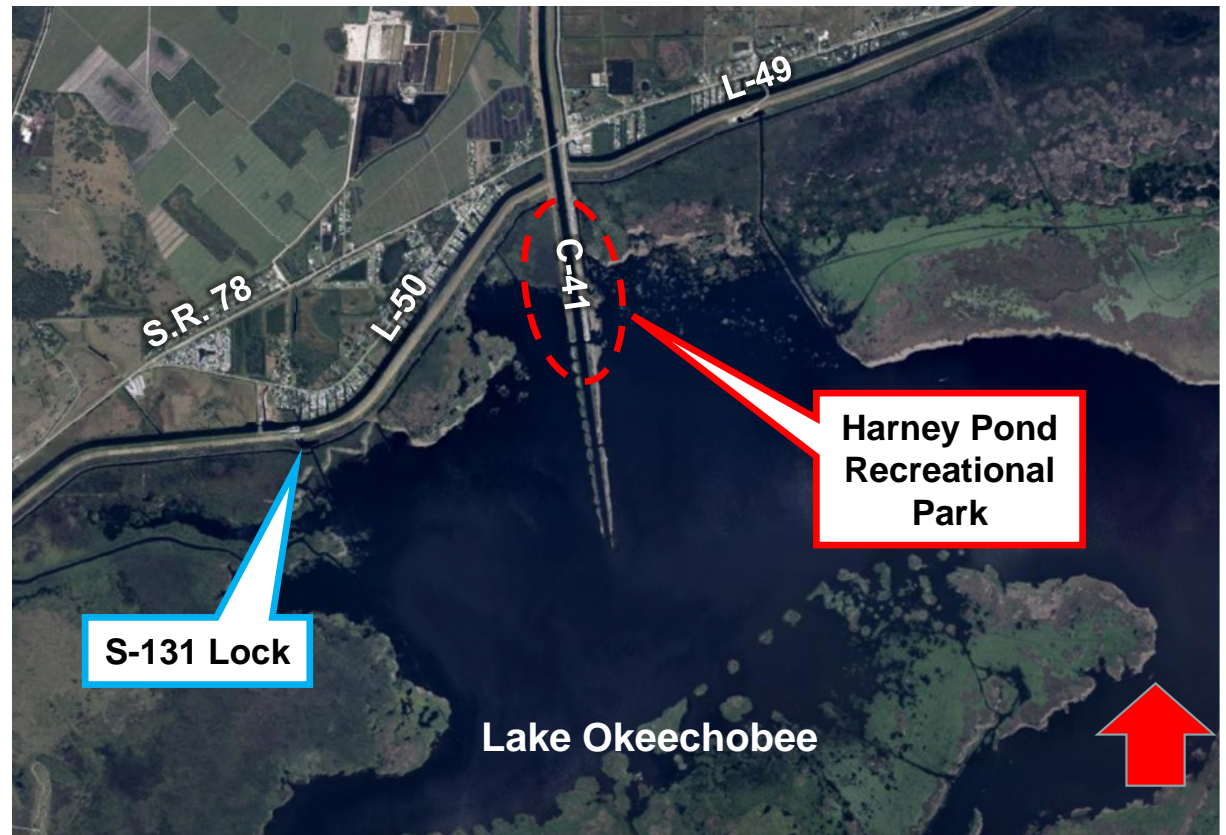 L-49
C-41
S.R. 78
L-50
Harney Pond
Recreational
Park
S-131 Lock
Lake Okeechobee